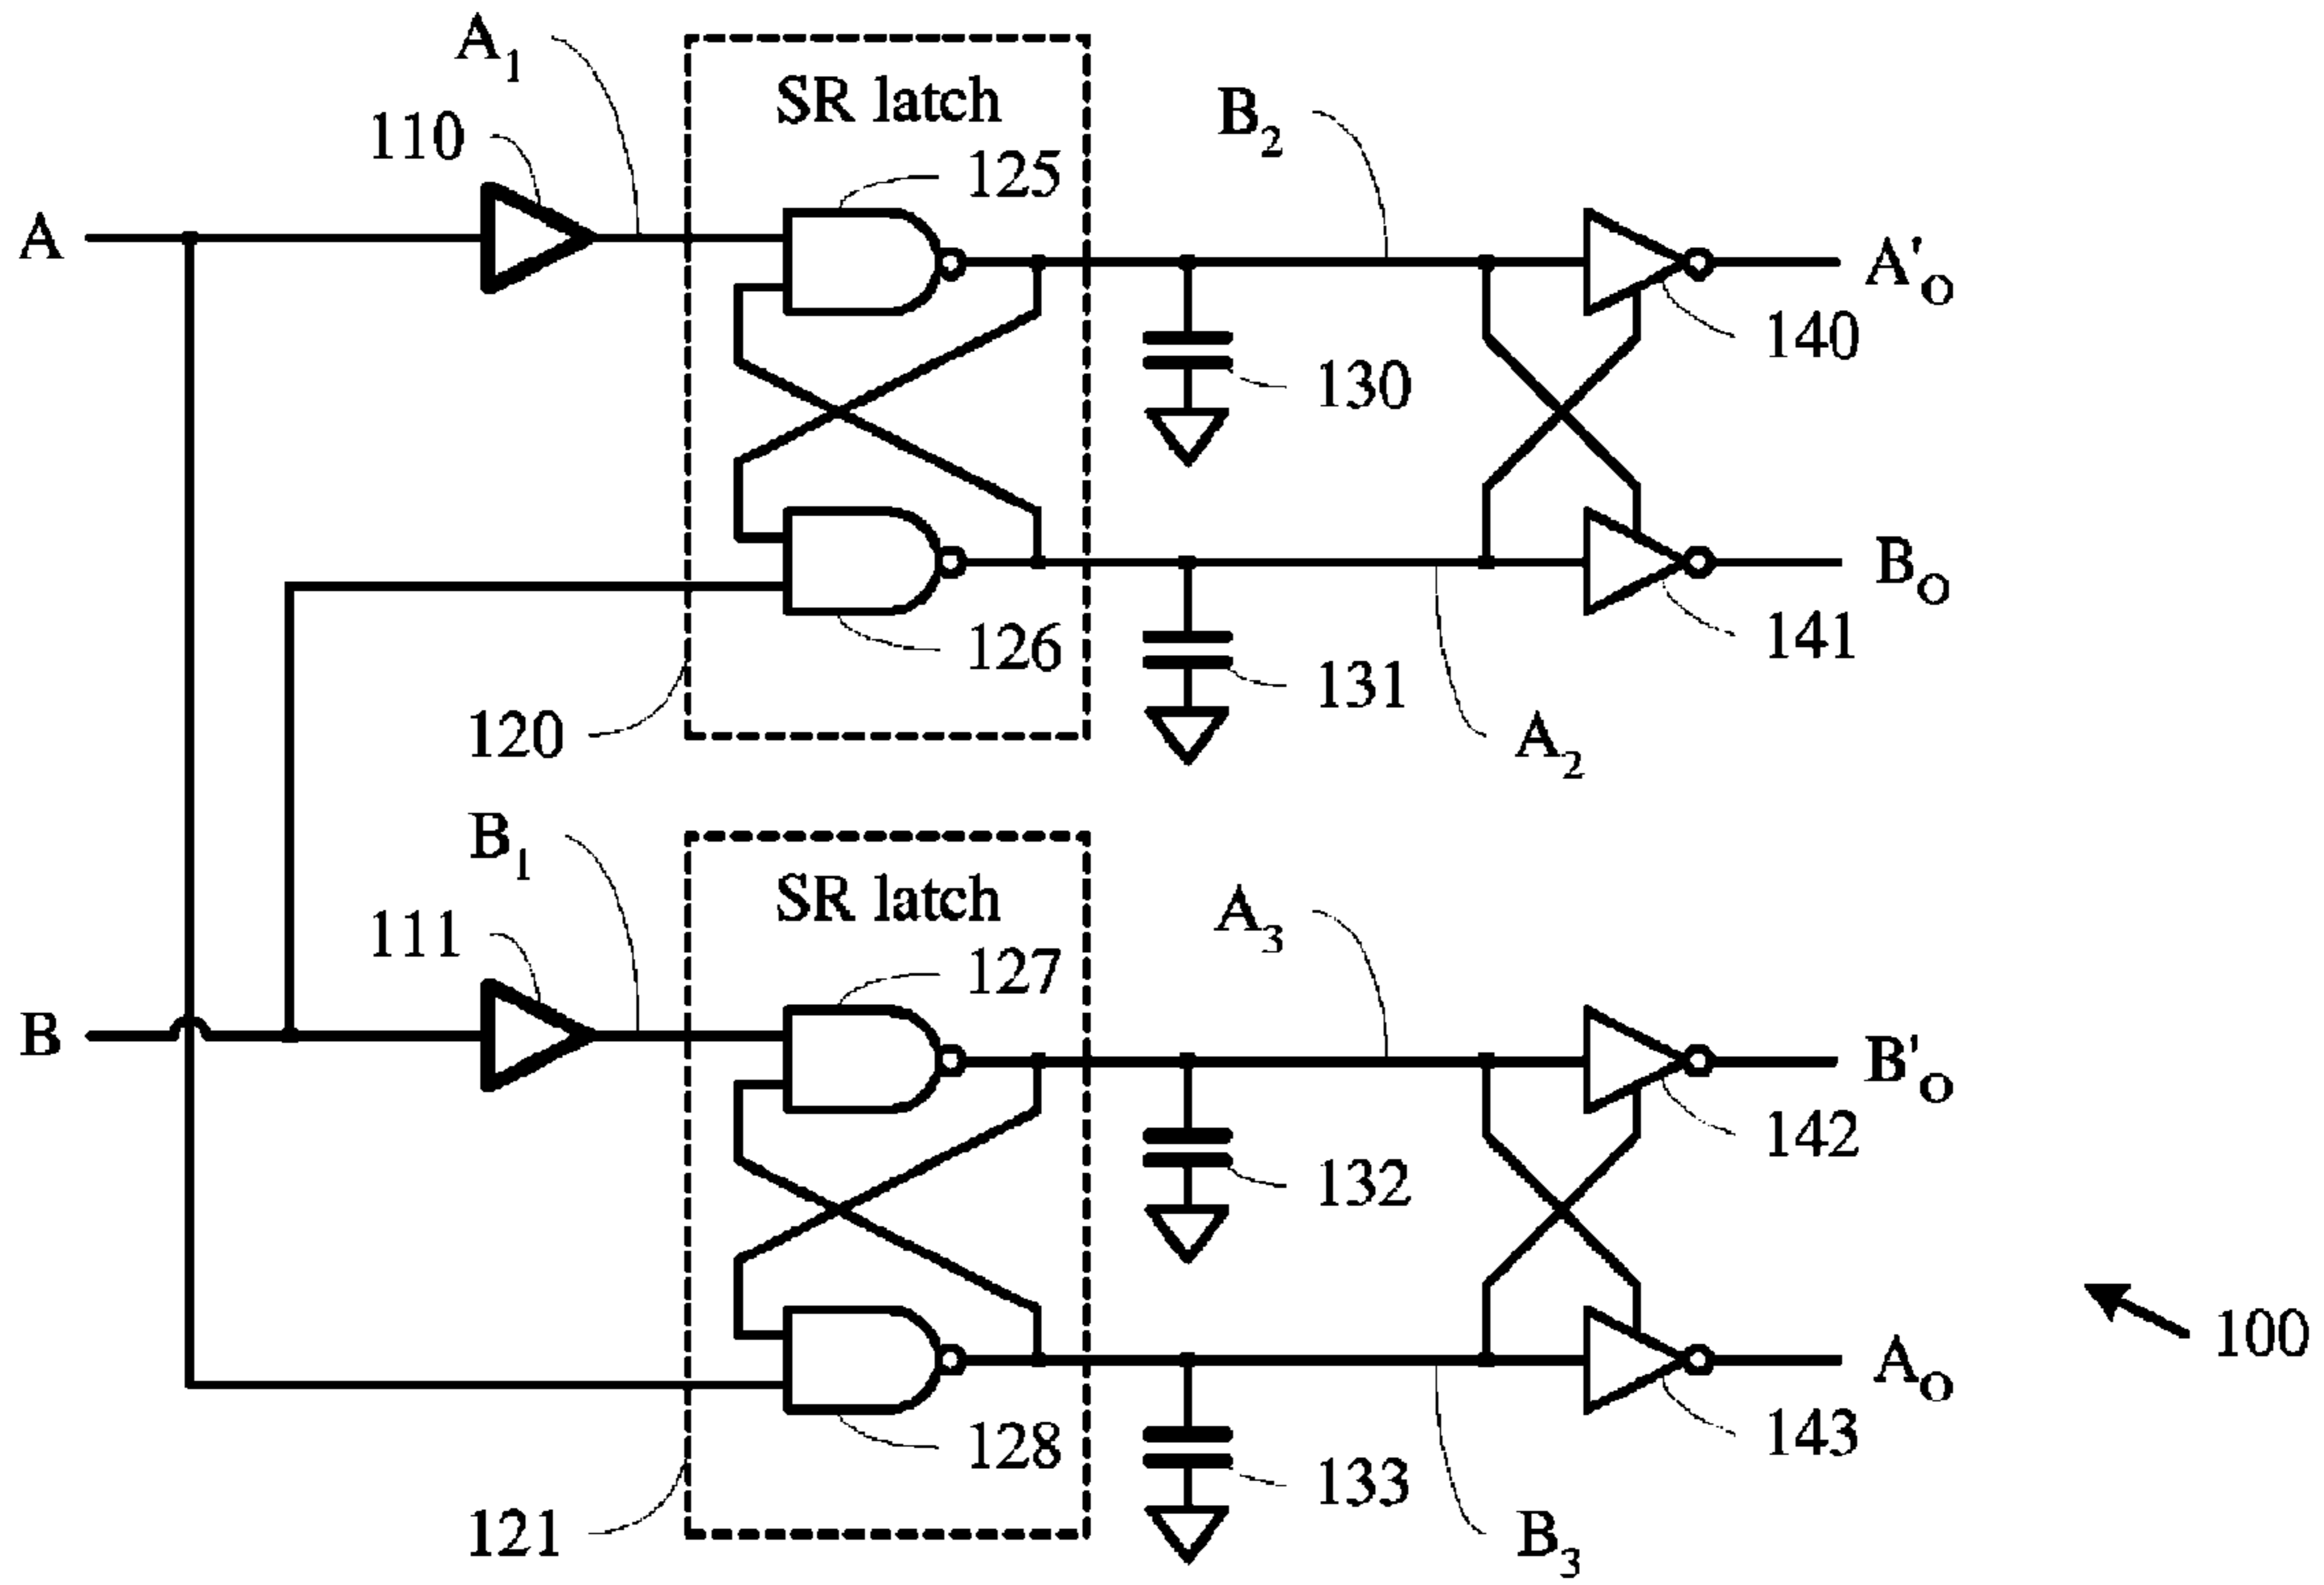 A₁
SR latch
B₂
110
125
A
A'ₒ
140
130
Bₒ
126
141
131
120
A₂
B₁
SR latch
A₃
111
127
B
B'ₒ
142
132
100
Aₒ
128
143
133
121
B₃